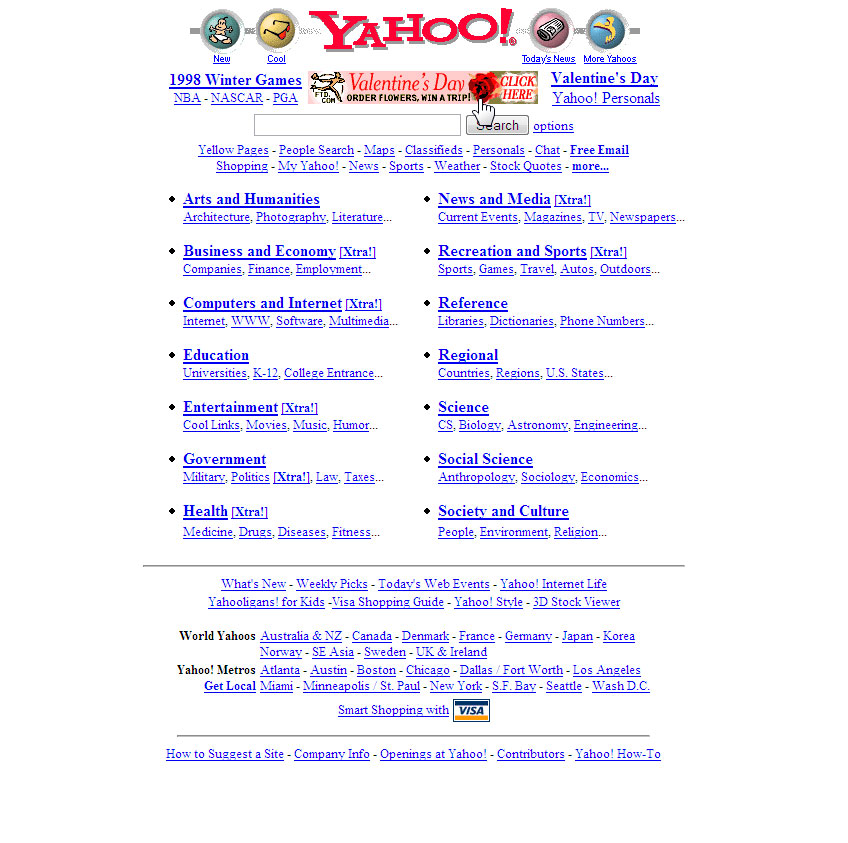 YAHOO!
New Cool Today's News More Yahoos
1998 Winter Games
NBA - NASCAR - PGA
FTD.COM
Valentine's Day
ORDER FLOWERS, WIN A TRIP!
CLICK HERE
Valentine's Day
Yahoo! Personals
Search options
Yellow Pages - People Search - Maps - Classifieds - Personals - Chat - Free Email
Shopping - My Yahoo! - News - Sports - Weather - Stock Quotes - more...
Arts and Humanities
Architecture, Photography, Literature...
News and Media [Xtra!]
Current Events, Magazines, TV, Newspapers...
Business and Economy [Xtra!]
Companies, Finance, Employment...
Recreation and Sports [Xtra!]
Sports, Games, Travel, Autos, Outdoors...
Computers and Internet [Xtra!]
Internet, WWW, Software, Multimedia...
Reference
Libraries, Dictionaries, Phone Numbers...
Education
Universities, K-12, College Entrance...
Regional
Countries, Regions, U.S. States...
Entertainment [Xtra!]
Cool Links, Movies, Music, Humor...
Science
CS, Biology, Astronomy, Engineering...
Government
Military, Politics [Xtra!], Law, Taxes...
Social Science
Anthropology, Sociology, Economics...
Health [Xtra!]
Medicine, Drugs, Diseases, Fitness...
Society and Culture
People, Environment, Religion...
What's New - Weekly Picks - Today's Web Events - Yahoo! Internet Life
Yahooligans! for Kids -Visa Shopping Guide - Yahoo! Style - 3D Stock Viewer
World Yahoos Australia & NZ - Canada - Denmark - France - Germany - Japan - Korea
Norway - SE Asia - Sweden - UK & Ireland
Yahoo! Metros Atlanta - Austin - Boston - Chicago - Dallas / Fort Worth - Los Angeles
Get Local Miami - Minneapolis / St. Paul - New York - S.F. Bay - Seattle - Wash D.C.
Smart Shopping with VISA
How to Suggest a Site - Company Info - Openings at Yahoo! - Contributors - Yahoo! How-To